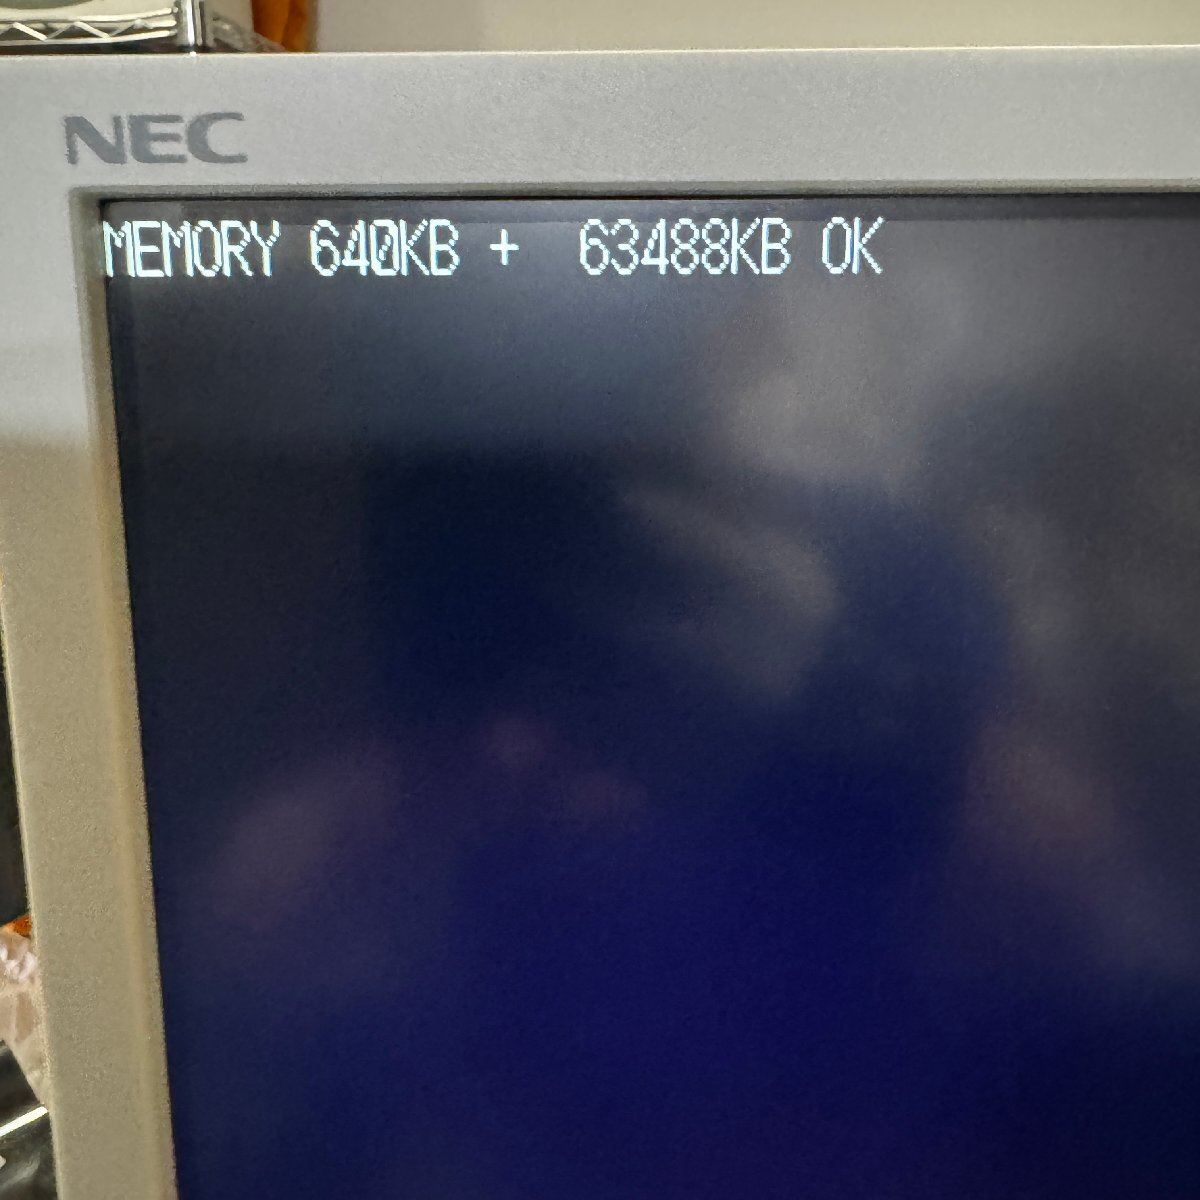 NEC
MEMORY 640KB + 63488KB OK